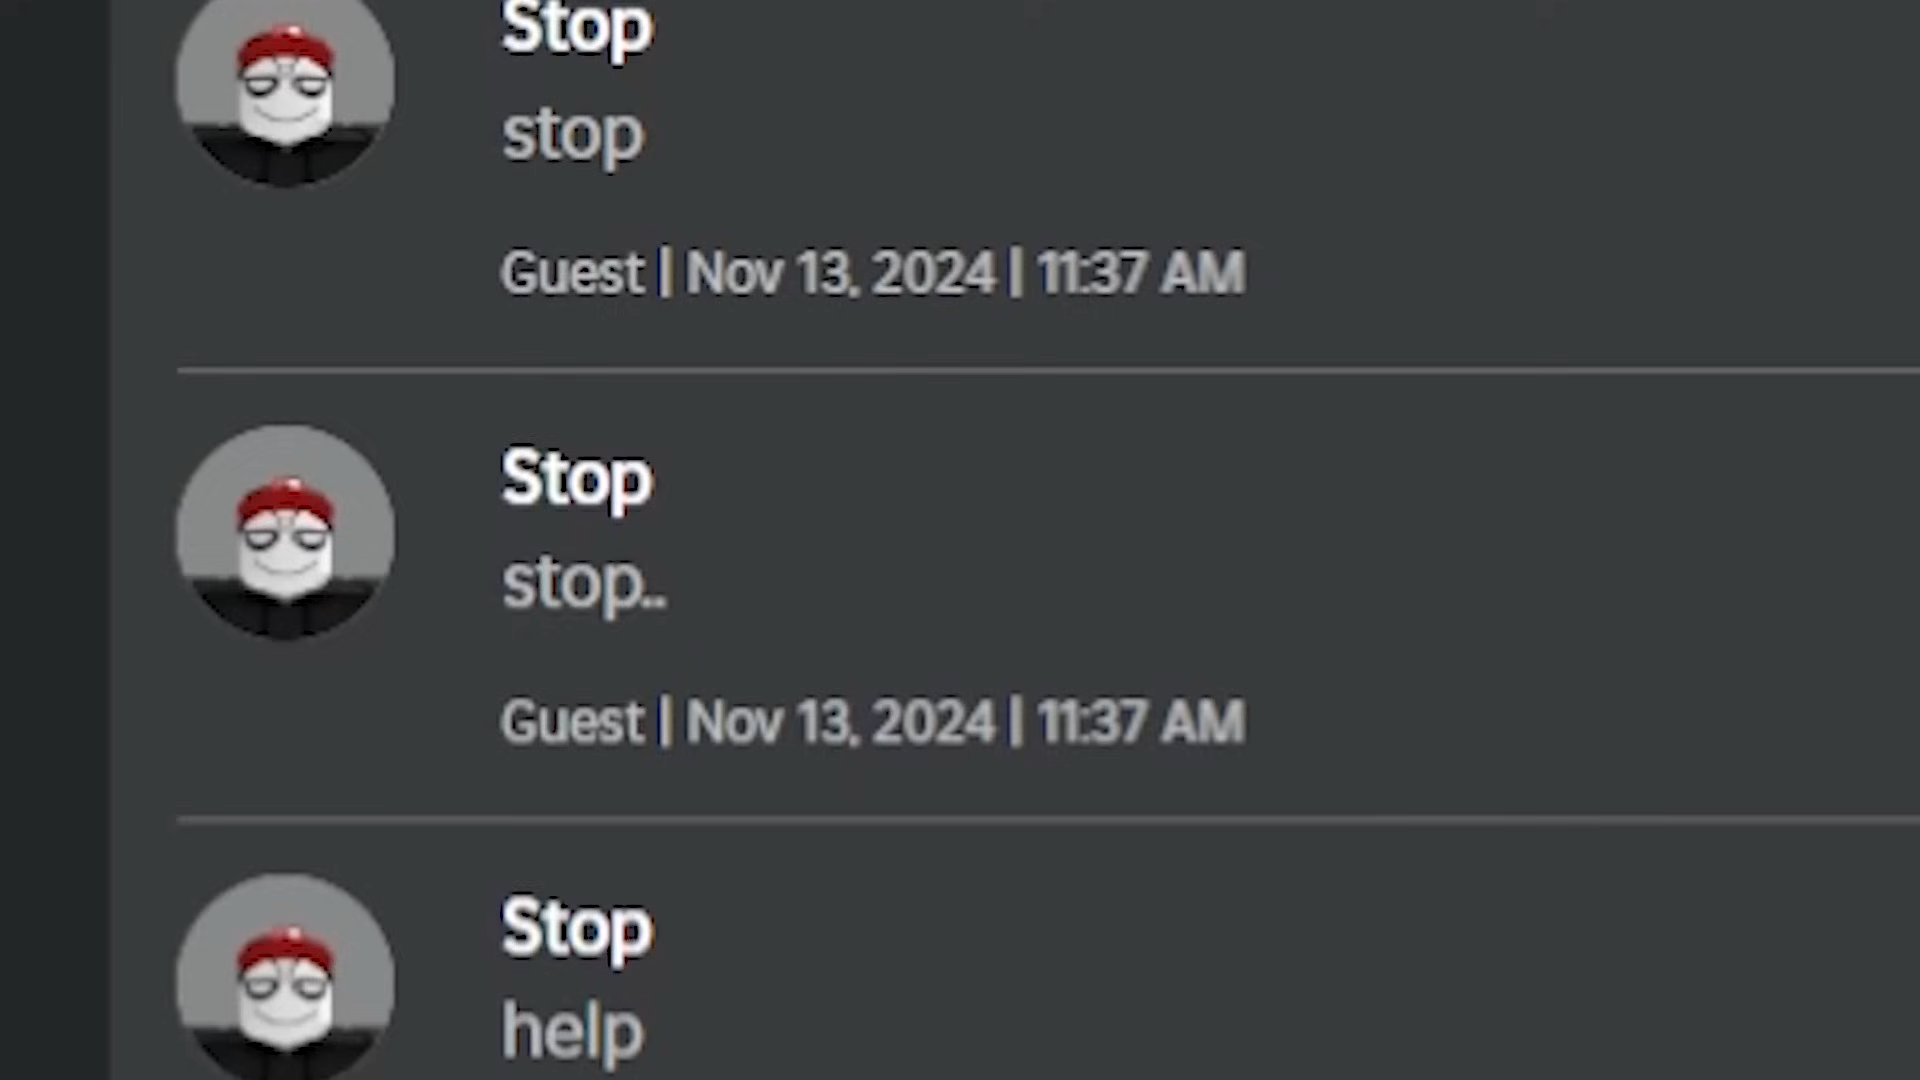 Stop
stop
Guest | Nov 13, 2024 | 11:37 AM
Stop
stop..
Guest | Nov 13, 2024 | 11:37 AM
Stop
help